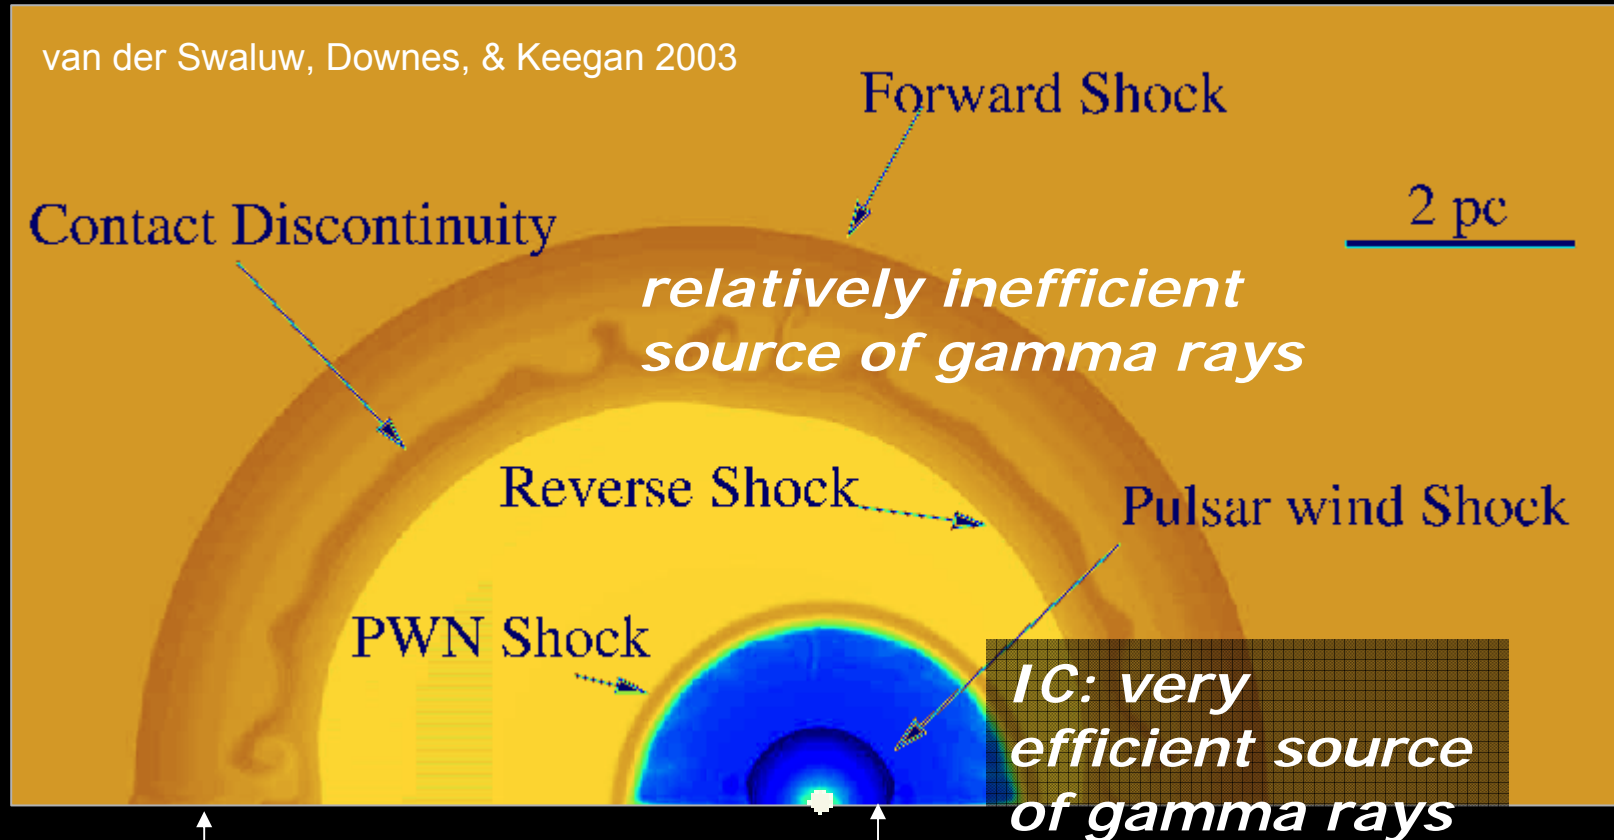 van der Swaluw, Downes, & Keegan 2003
Forward Shock
2 pc
Contact Discontinuity
relatively inefficient
source of gamma rays
Reverse Shock
Pulsar wind Shock
PWN Shock
IC: very
efficient source
of gamma rays